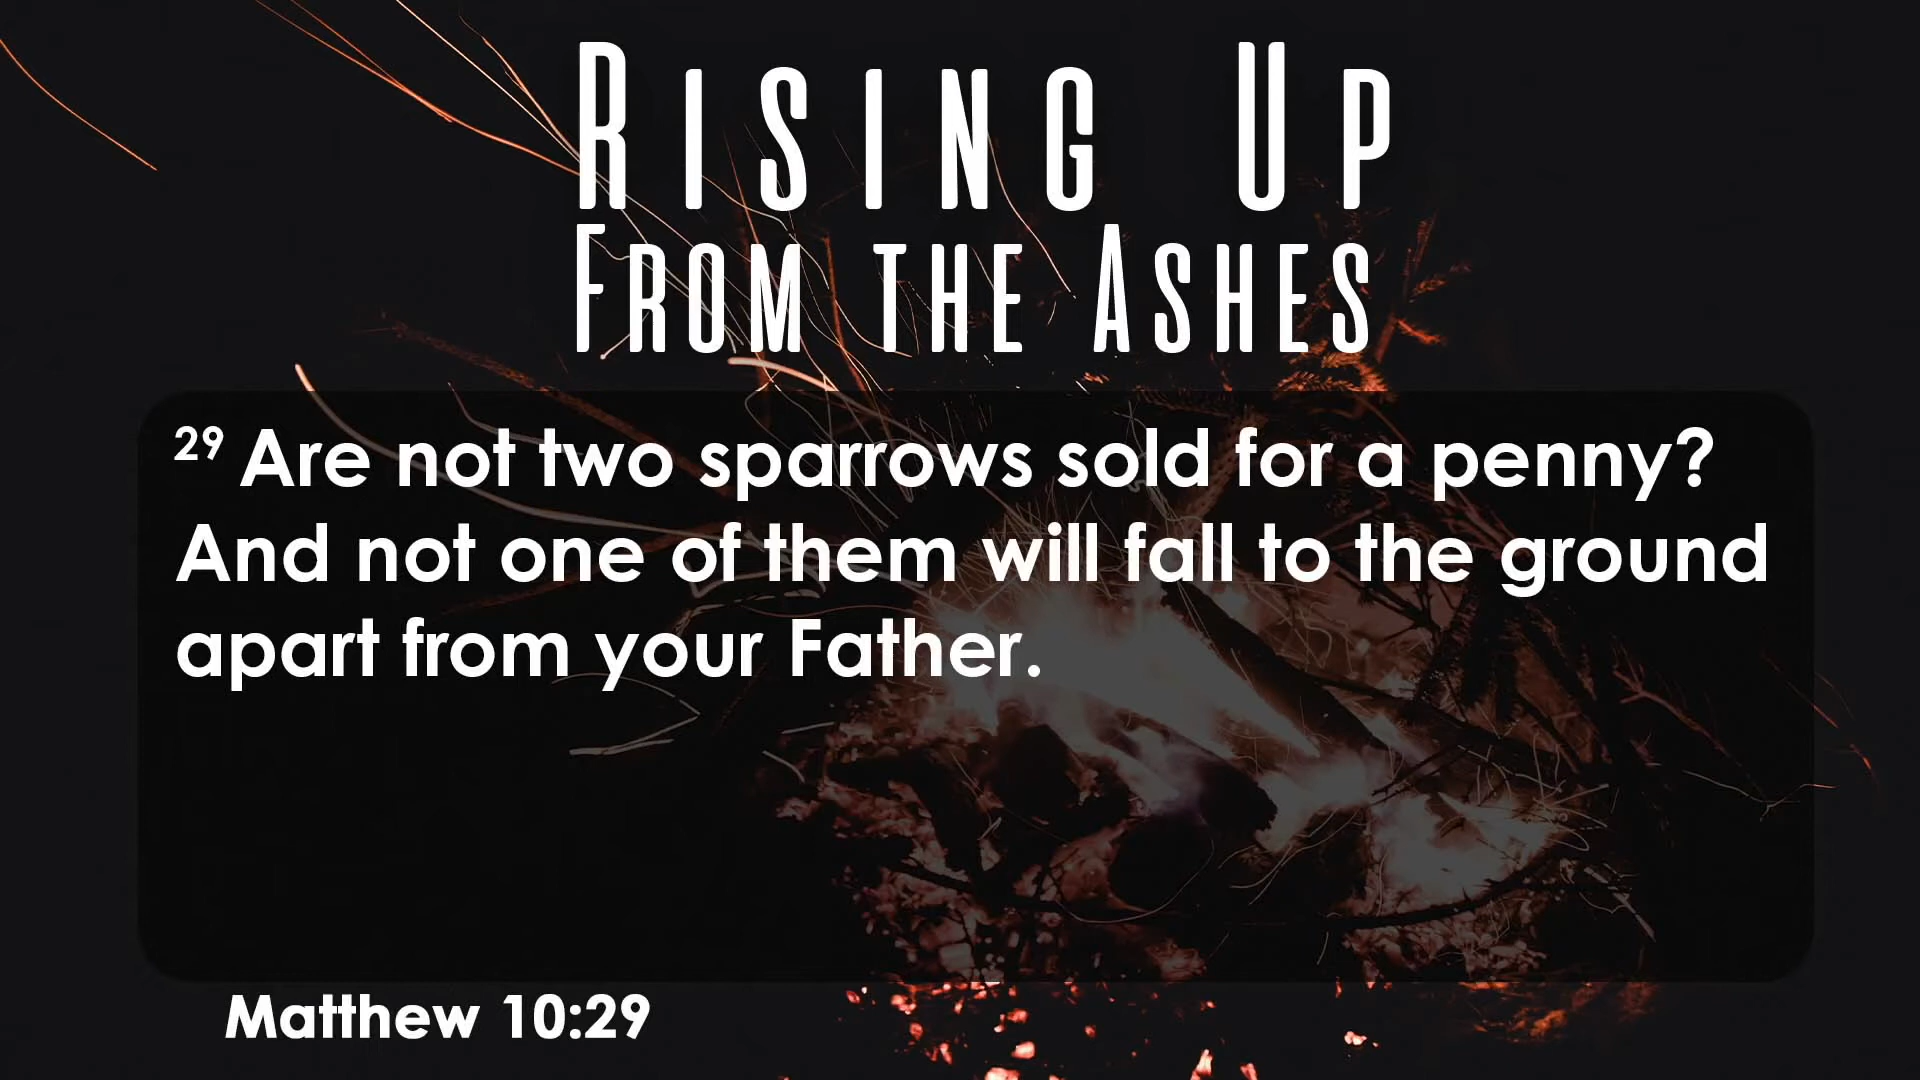 Rising Up
From the Ashes
29 Are not two sparrows sold for a penny?
And not one of them will fall to the ground
apart from your Father.
Matthew 10:29